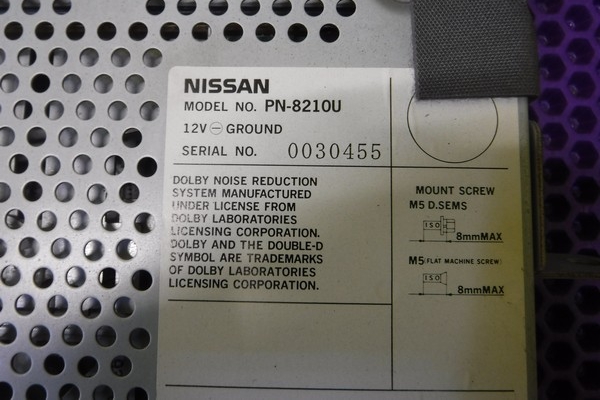 NISSAN
MODEL NO. PN-8210U
12V ⊖ GROUND
SERIAL NO. 0030455
DOLBY NOISE REDUCTION
SYSTEM MANUFACTURED
UNDER LICENSE FROM
DOLBY LABORATORIES
LICENSING CORPORATION.
DOLBY AND THE DOUBLE-D
SYMBOL ARE TRADEMARKS
OF DOLBY LABORATORIES
LICENSING CORPORATION.
MOUNT SCREW
M5 D.SEMS
ISO
8mmMAX
M5(FLAT MACHINE SCREW)
ISO
8mmMAX